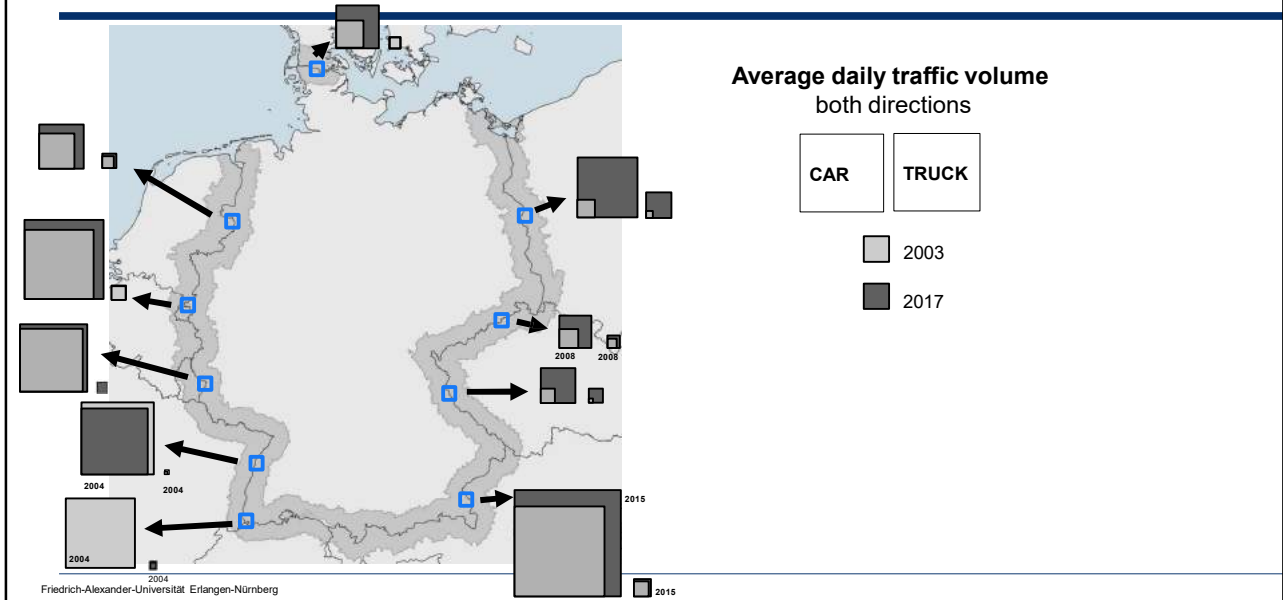 Average daily traffic volume
both directions
CAR
TRUCK
2003
2017
2008
2008
2004
2004
2015
2004
2004
Friedrich-Alexander-Universität Erlangen-Nürnberg
2015